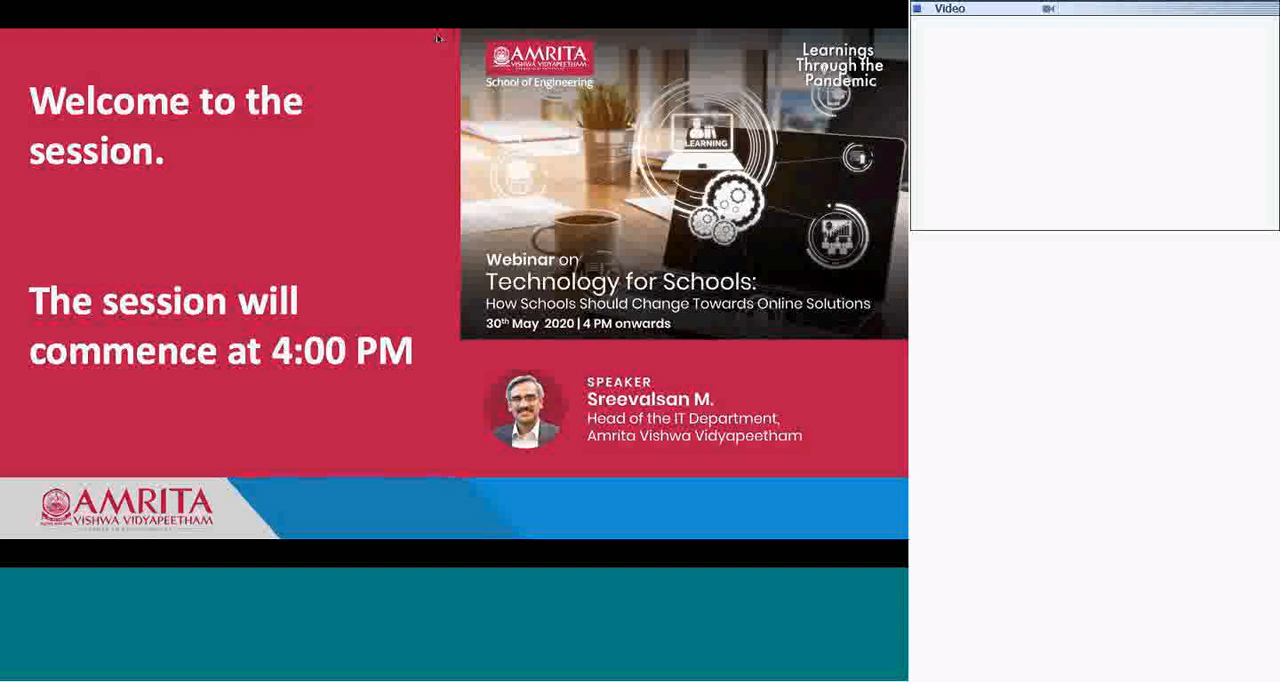 Video
Welcome to the
session.
The session will
commence at 4:00 PM
AMRITA
VISHWA VIDYAPEETHAM
School of Engineering
Learnings
Through the
Pandemic
LEARNING
Webinar on
Technology for Schools:
How Schools Should Change Towards Online Solutions
30th May 2020 | 4 PM onwards
SPEAKER
Sreevalsan M.
Head of the IT Department,
Amrita Vishwa Vidyapeetham
AMRITA
VISHWA VIDYAPEETHAM